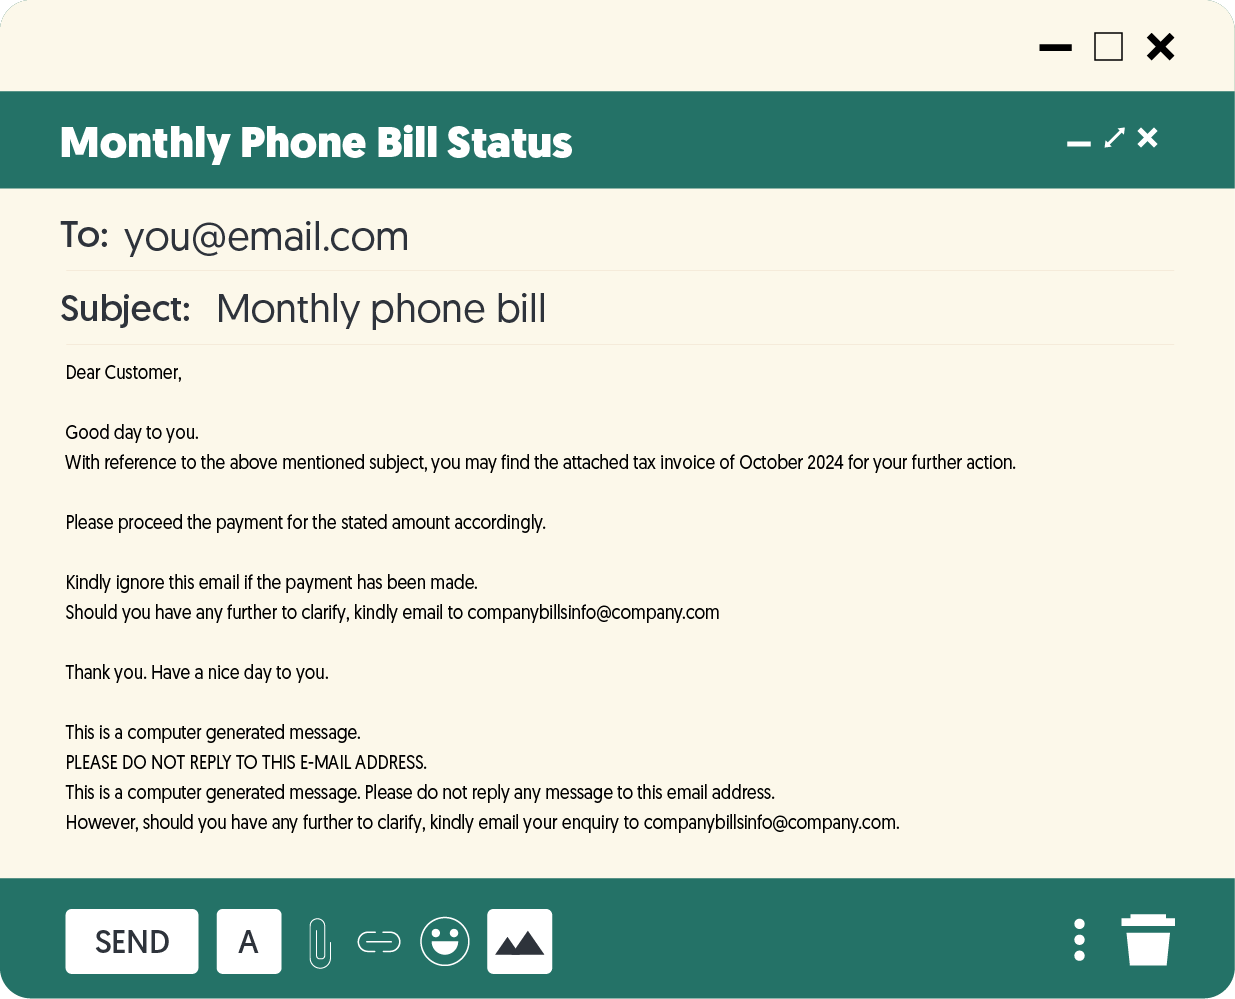 Monthly Phone Bill Status
To: you@email.com
Subject: Monthly phone bill
Dear Customer,
Good day to you.
With reference to the above mentioned subject, you may find the attached tax invoice of October 2024 for your further action.
Please proceed the payment for the stated amount accordingly.
Kindly ignore this email if the payment has been made.
Should you have any further to clarify, kindly email to companybillsinfo@company.com
Thank you. Have a nice day to you.
This is a computer generated message.
PLEASE DO NOT REPLY TO THIS E-MAIL ADDRESS.
This is a computer generated message. Please do not reply any message to this email address.
However, should you have any further to clarify, kindly email your enquiry to companybillsinfo@company.com.
SEND A